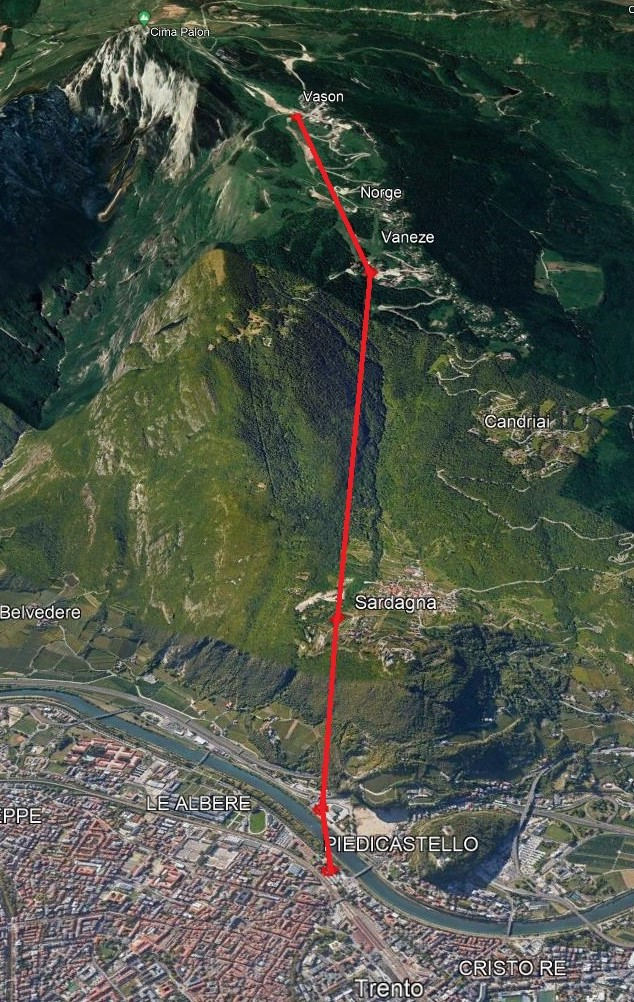 Cima Palon
Vason
Norge
Vaneze
Candriai
Sardagna
Belvedere
LE ALBERE
EPPE
PIEDICASTELLO
CRISTO RE
Trento